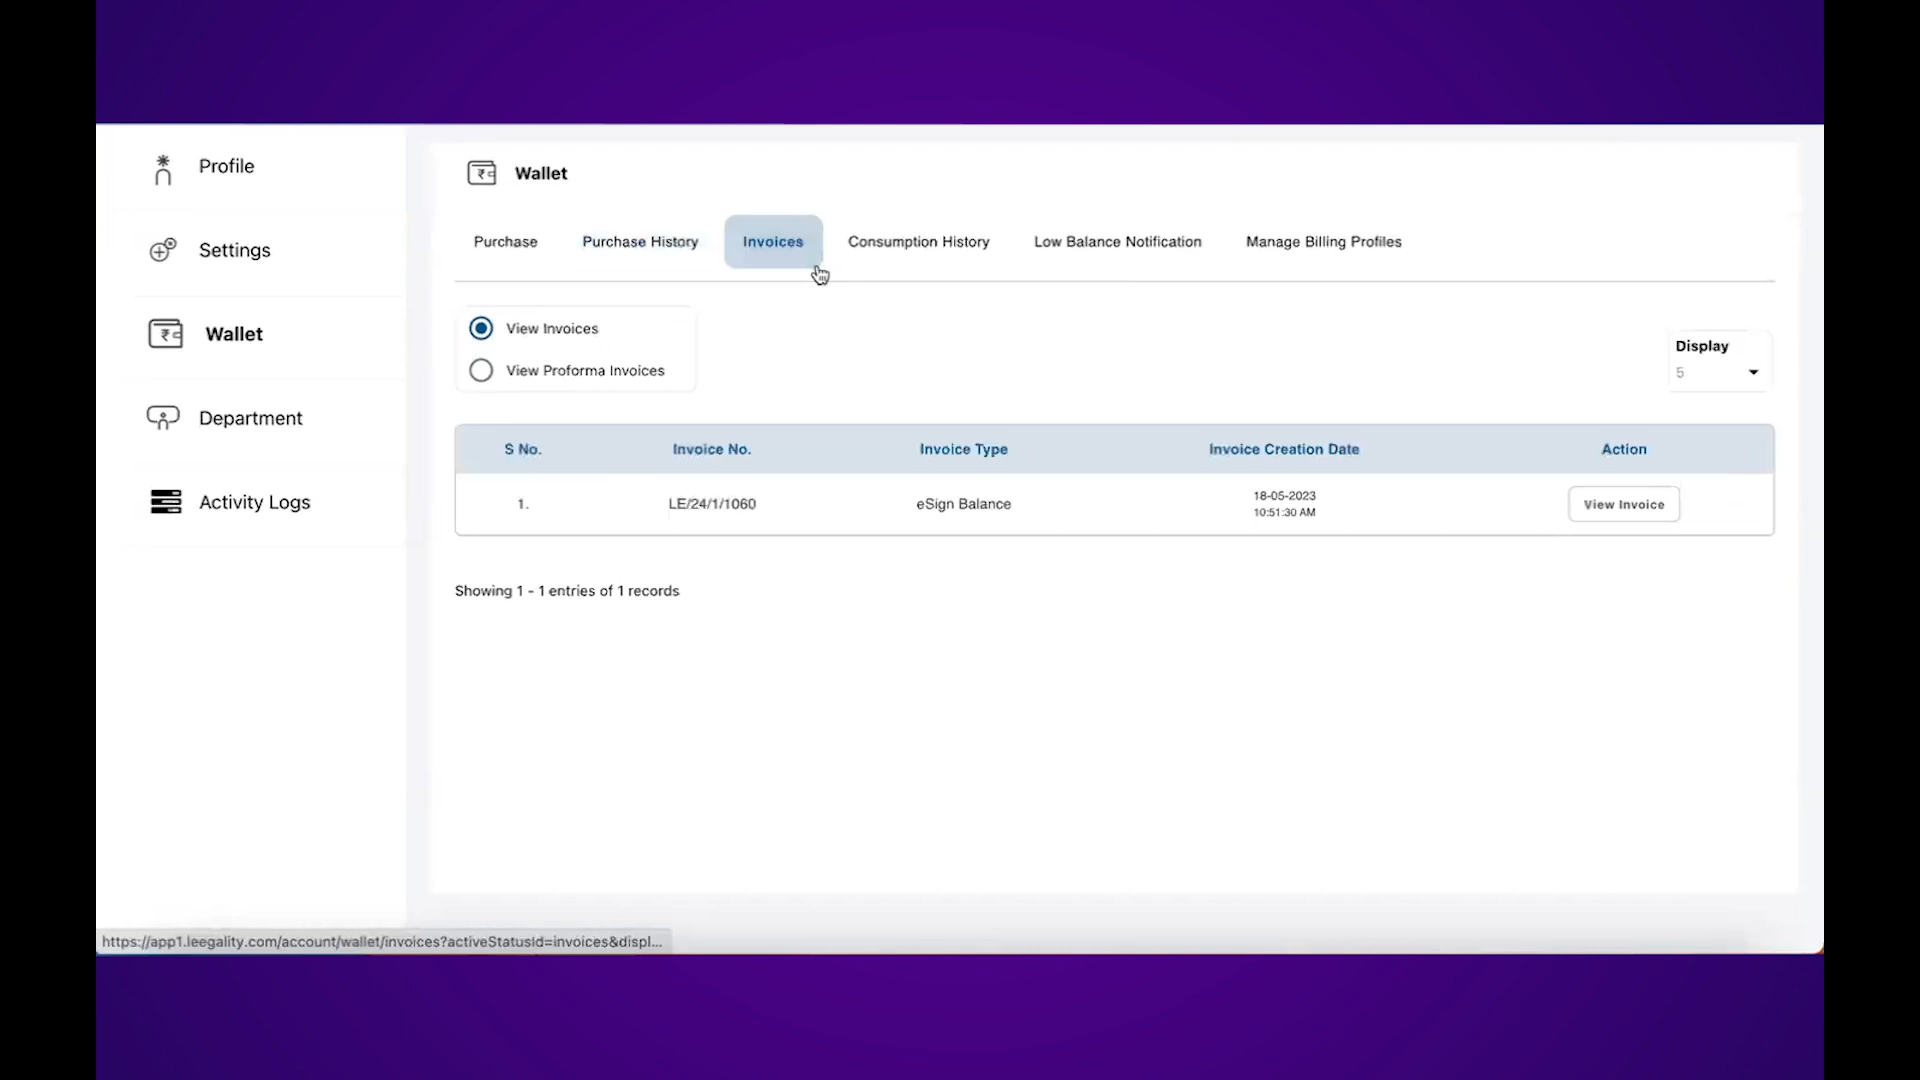 Profile
Settings
Wallet
Department
Activity Logs
Wallet
Purchase Purchase History Invoices Consumption History Low Balance Notification Manage Billing Profiles
View Invoices
View Proforma Invoices
Display
5
S No. Invoice No. Invoice Type Invoice Creation Date Action
1. LE/24/1/1060 eSign Balance 18-05-2023
10:51:30 AM
View Invoice
Showing 1 - 1 entries of 1 records
https://app1.leegality.com/account/wallet/invoices?activeStatusId=invoices&displ...